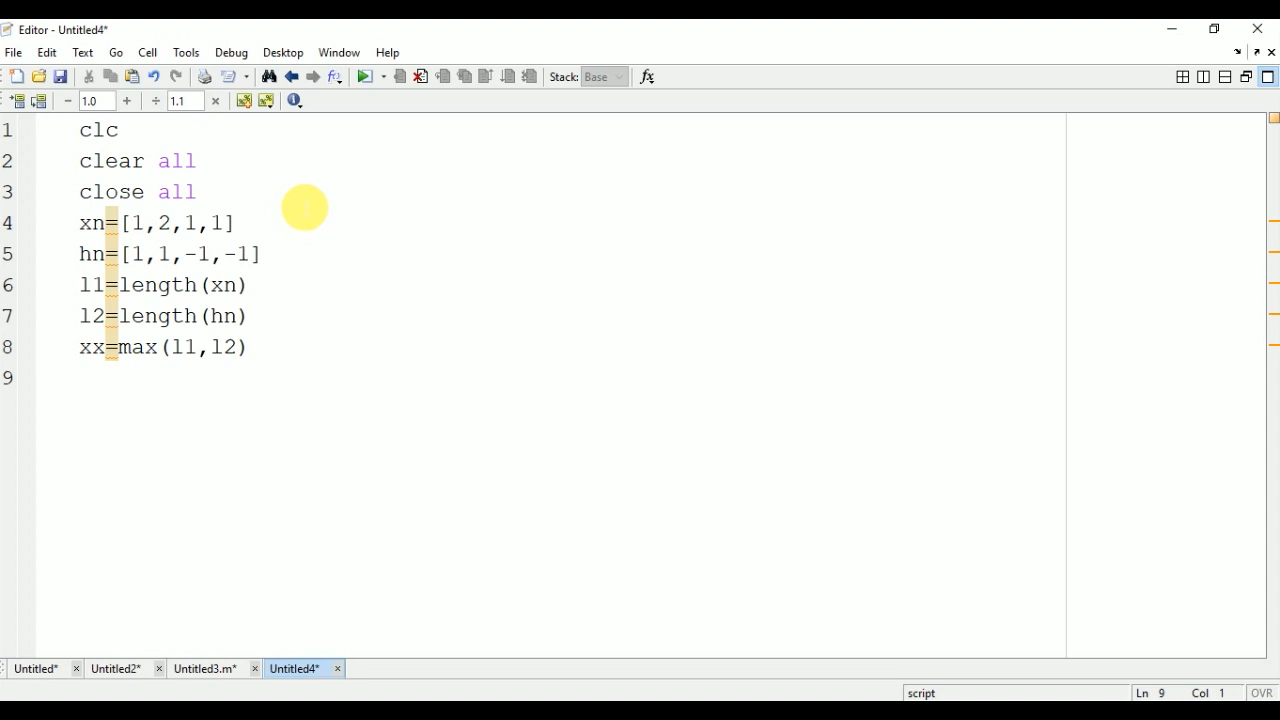 Editor - Untitled4*
File Edit Text Go Cell Tools Debug Desktop Window Help
Stack: Base fx
- 1.0 + ÷ 1.1 ×
1 clc
2 clear all
3 close all
4 xn=[1,2,1,1]
5 hn=[1,1,-1,-1]
6 l1=length(xn)
7 l2=length(hn)
8 xx=max(l1,l2)
9
Untitled* × Untitled2* × Untitled3.m* × Untitled4* ×
script Ln 9 Col 1 OVR